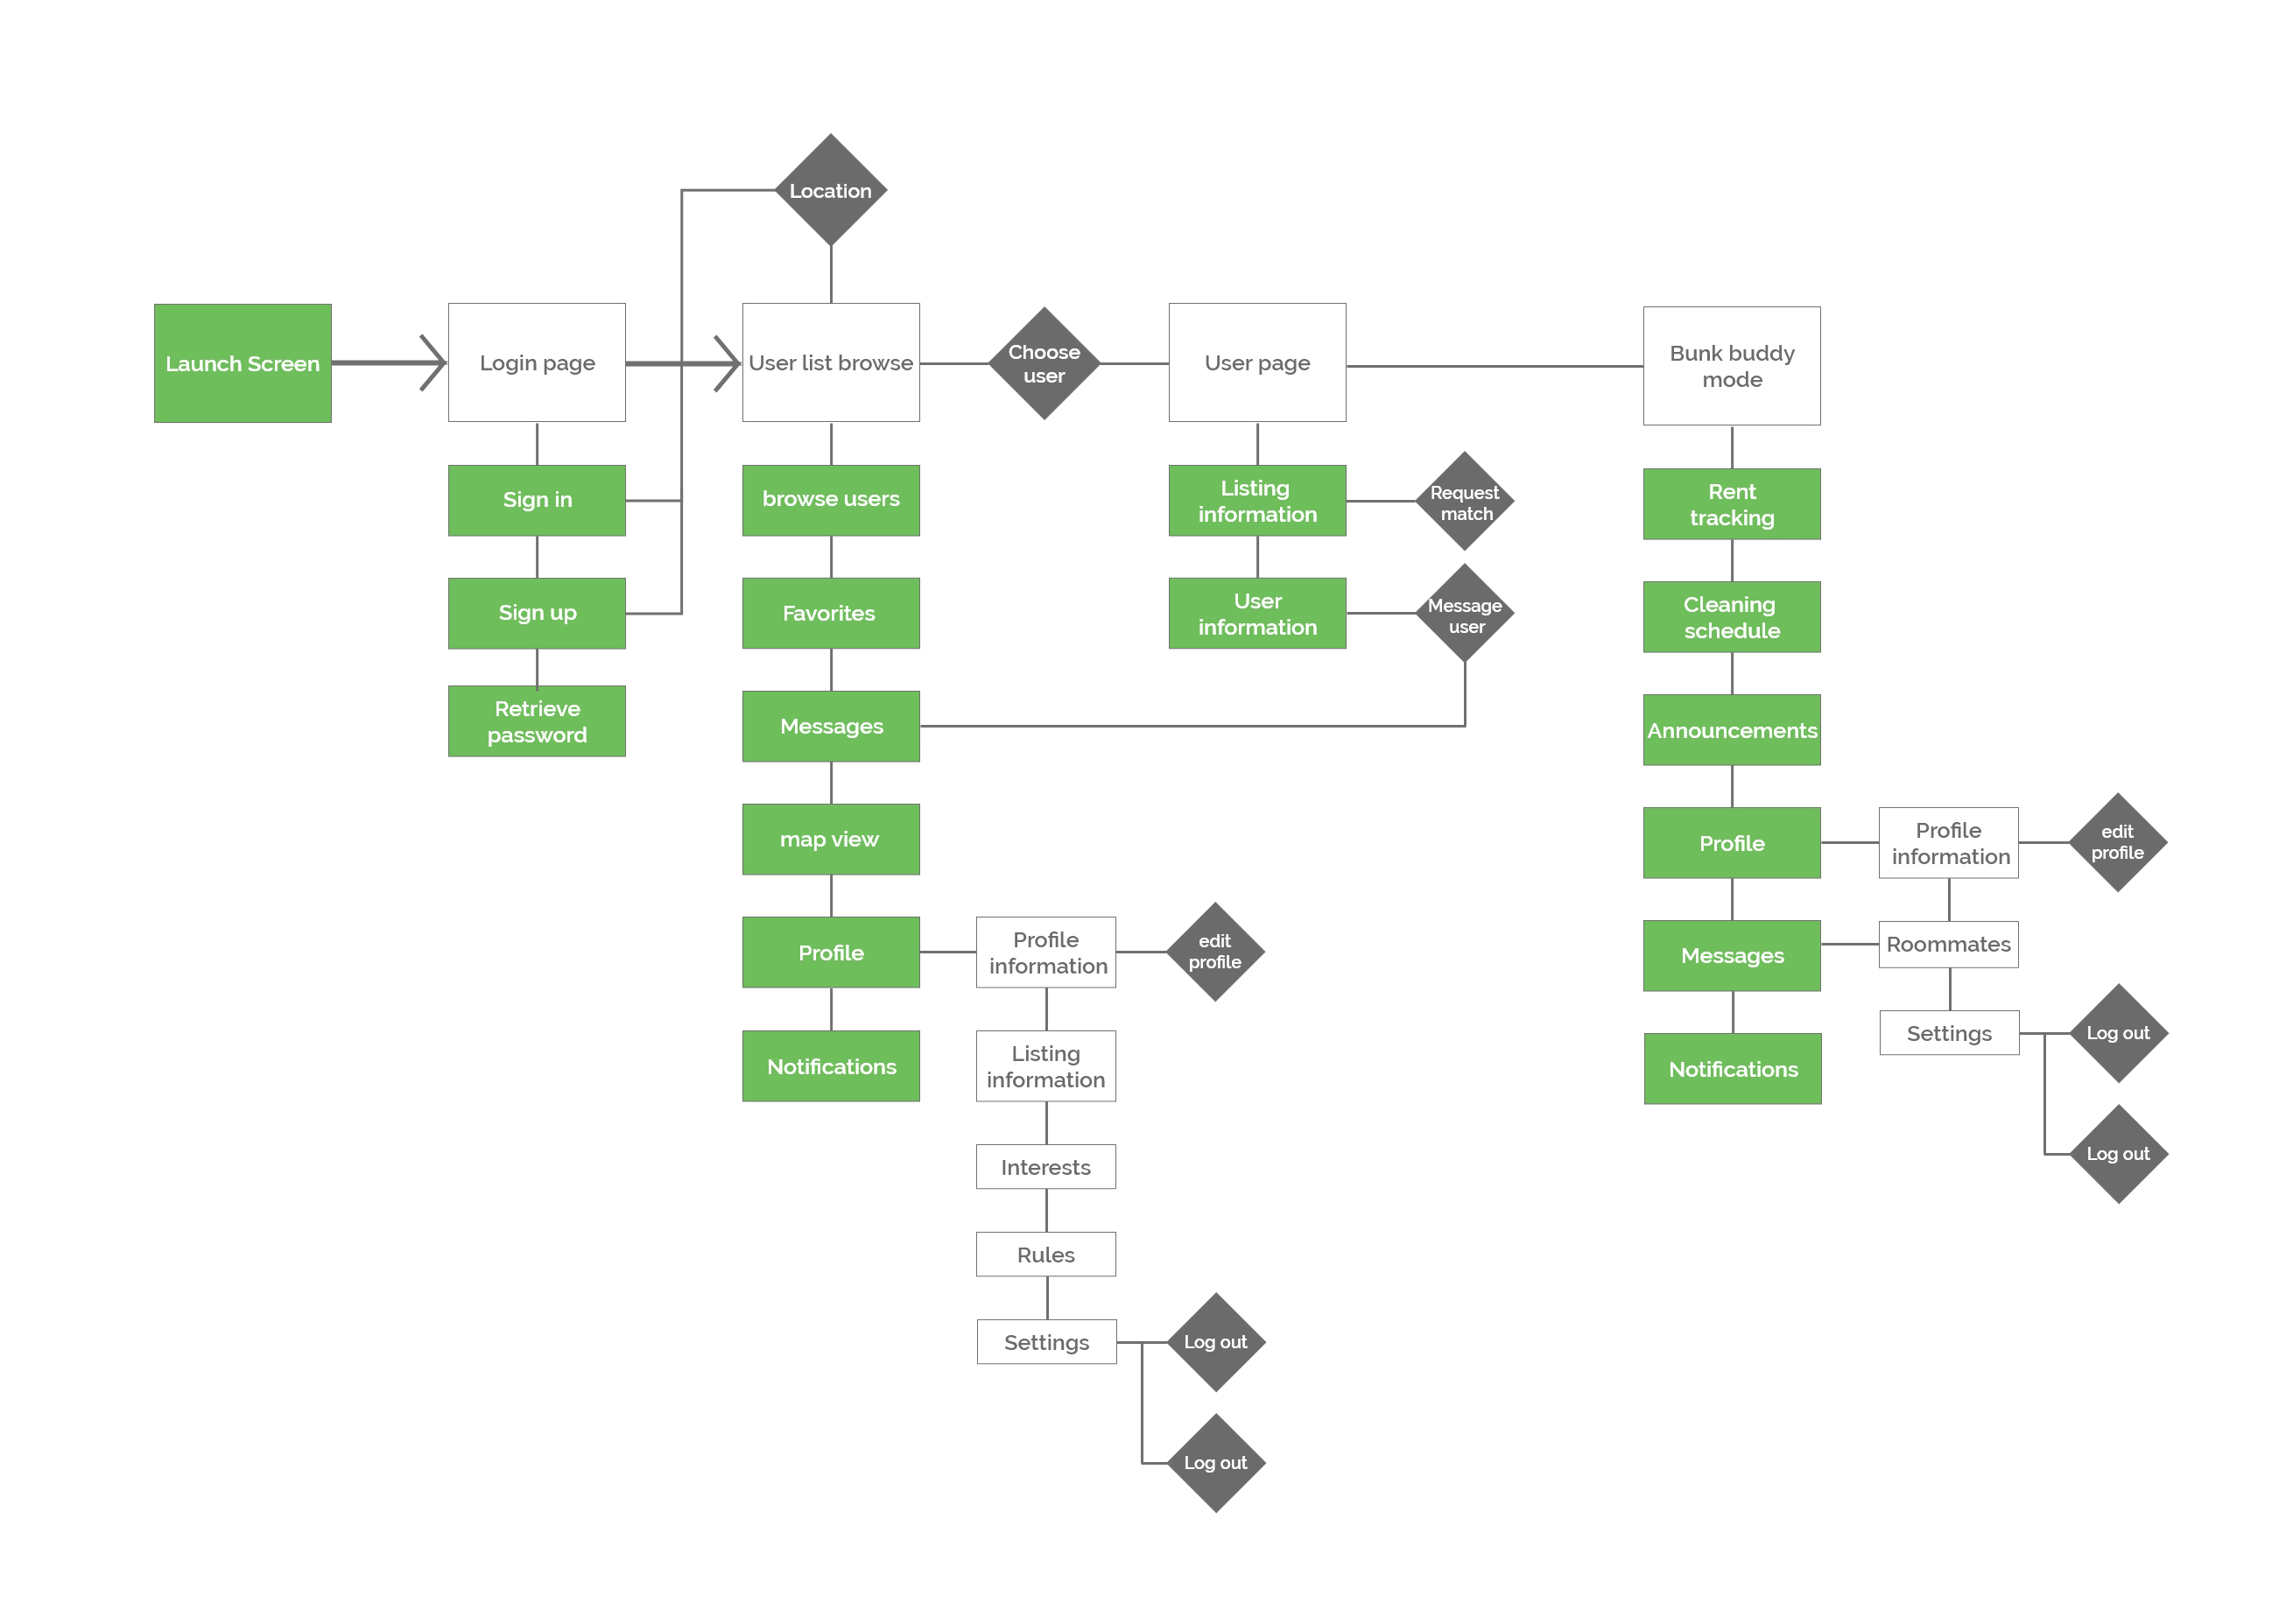 Location
Launch Screen
Login page
User list browse
Choose
user
User page
Bunk buddy
mode
Sign in
Sign up
Retrieve
password
browse users
Favorites
Messages
map view
Profile
Notifications
Profile
information
edit
profile
Listing
information
Interests
Rules
Settings
Log out
Log out
Listing
information
Request
match
User
information
Message
user
Rent
tracking
Cleaning
schedule
Announcements
Profile
Messages
Notifications
Profile
information
edit
profile
Roommates
Settings
Log out
Log out